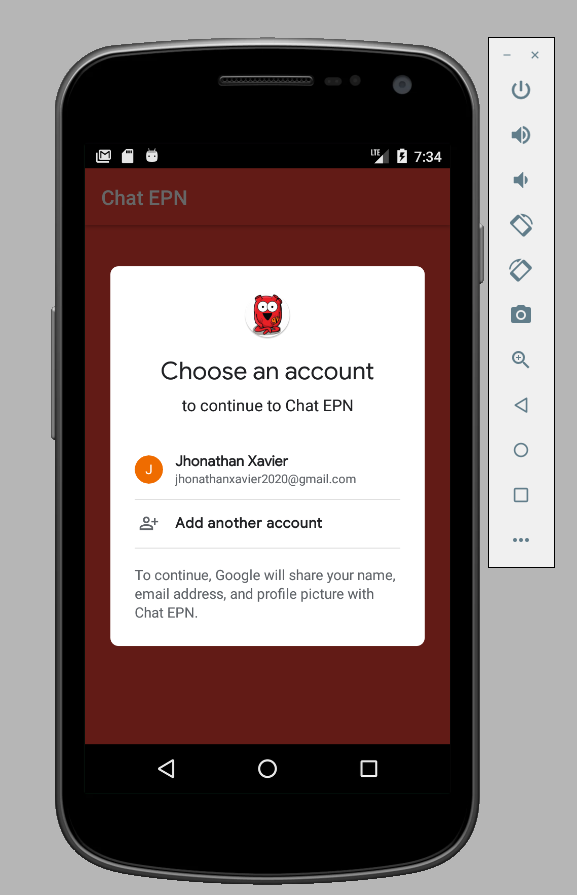 LTE 7:34
Chat EPN
Choose an account
to continue to Chat EPN
J
Jhonathan Xavier
jhonathanxavier2020@gmail.com
Add another account
To continue, Google will share your name,
email address, and profile picture with
Chat EPN.